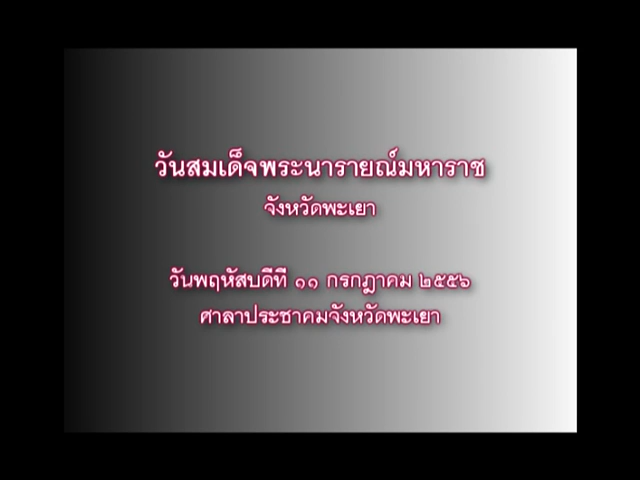 วันสมเด็จพระนารายณ์มหาราช
จังหวัดพะเยา
วันพฤหัสบดีที่ ๑๑ กรกฎาคม ๒๕๕๖
ศาลาประชาคมจังหวัดพะเยา